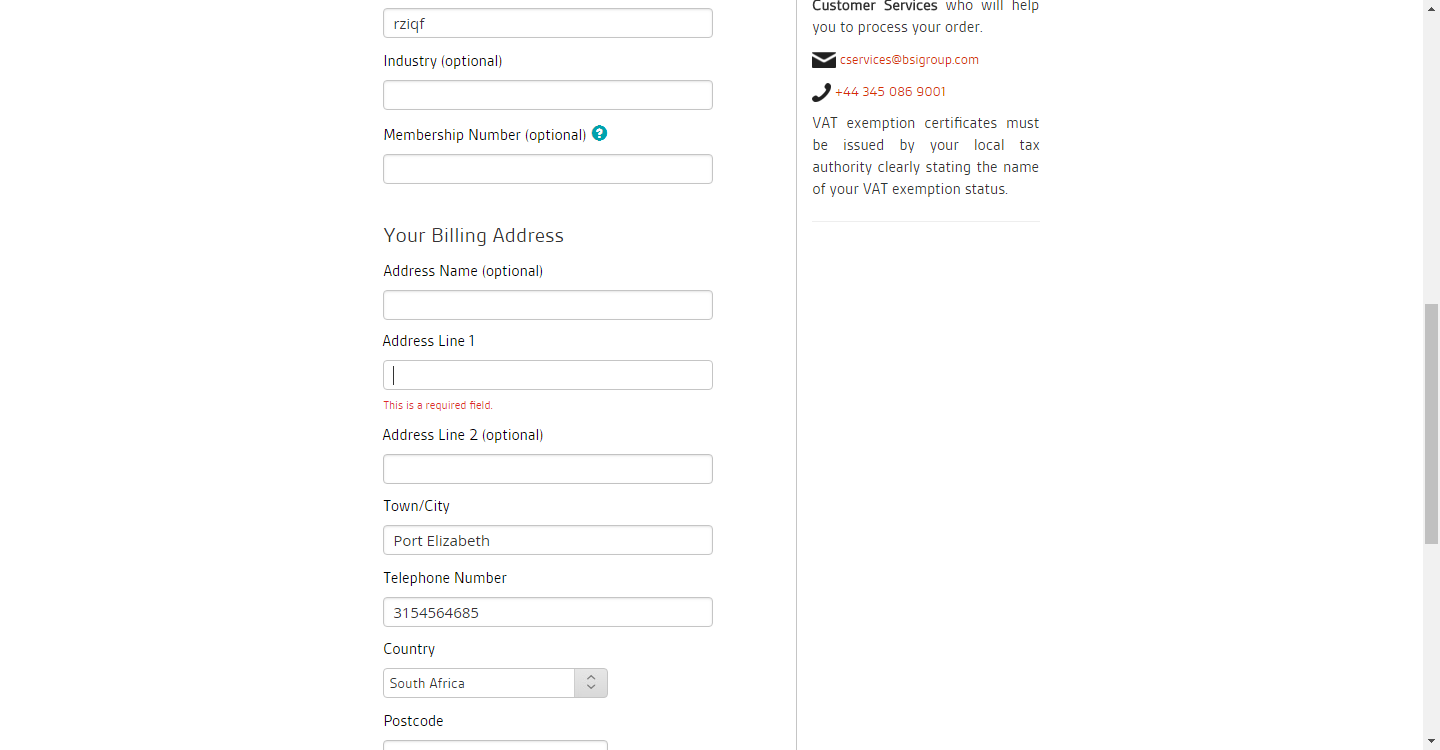 rziqf
Industry (optional)
Membership Number (optional) ?
Your Billing Address
Address Name (optional)
Address Line 1
This is a required field.
Address Line 2 (optional)
Town/City
Port Elizabeth
Telephone Number
3154564685
Country
South Africa
Postcode
Customer Services who will help
you to process your order.
cservices@bsigroup.com
+44 345 086 9001
VAT exemption certificates must
be issued by your local tax
authority clearly stating the name
of your VAT exemption status.